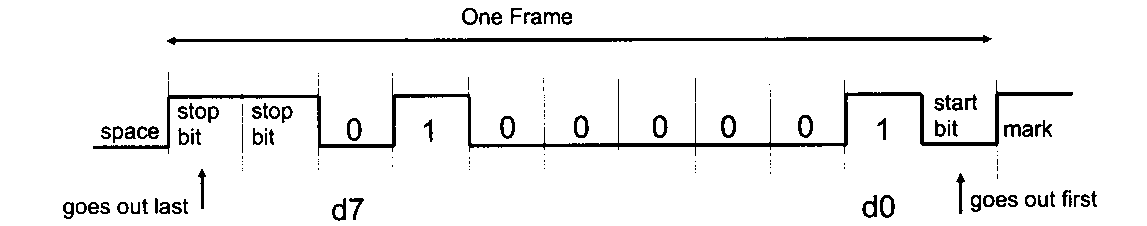 One Frame
space stop bit stop bit 0 1 0 0 0 0 0 1 start bit mark
goes out last d7 d0 goes out first